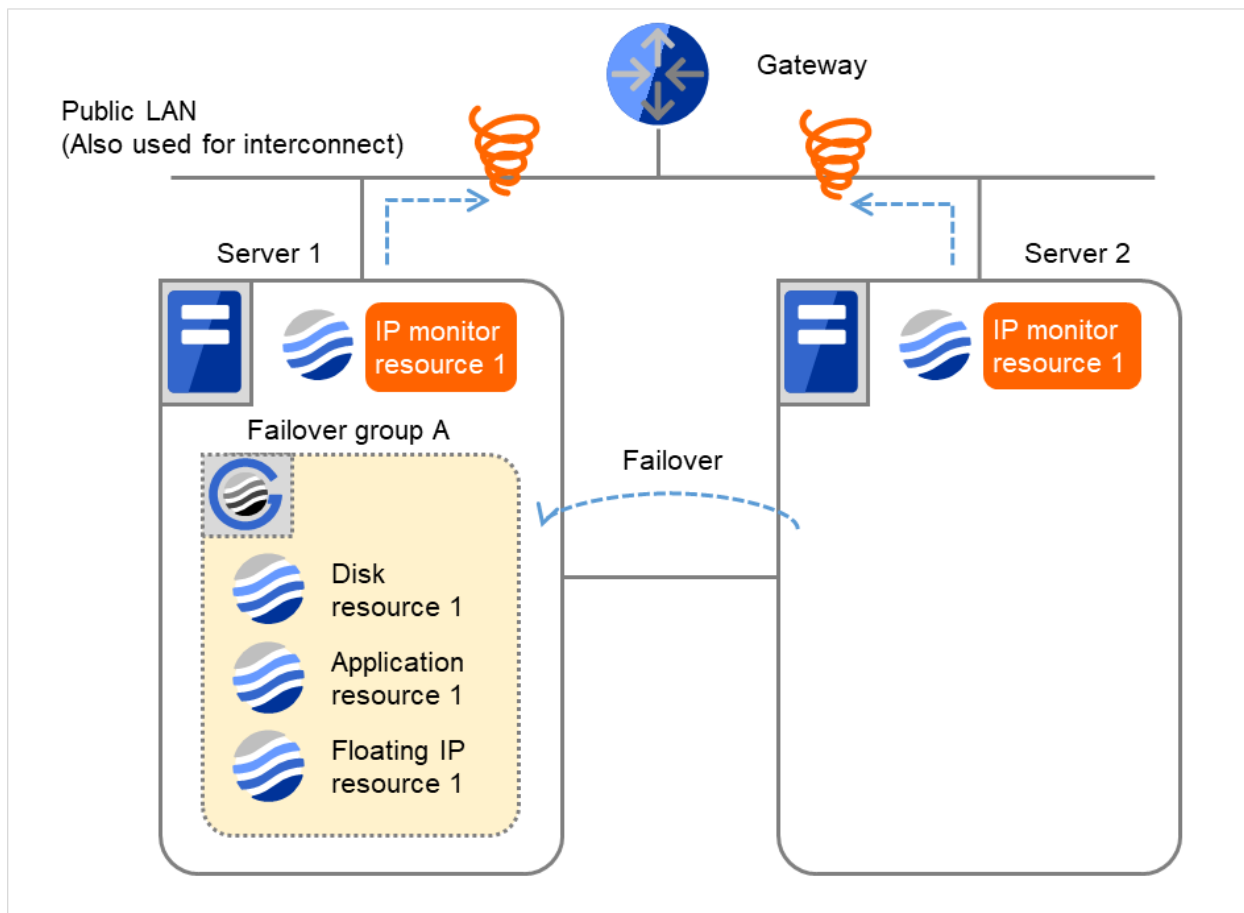 Gateway
Public LAN
(Also used for interconnect)
Server 1
Server 2
IP monitor
resource 1
IP monitor
resource 1
Failover group A
Failover
Disk
resource 1
Application
resource 1
Floating IP
resource 1